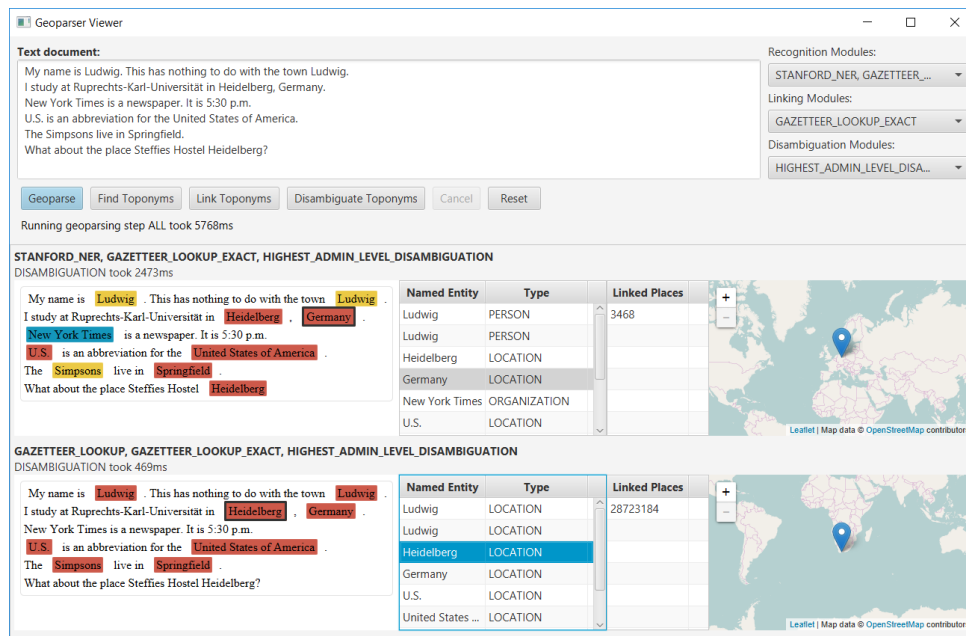 Geoparser Viewer
Text document:
My name is Ludwig. This has nothing to do with the town Ludwig.
I study at Ruprechts-Karl-Universität in Heidelberg, Germany.
New York Times is a newspaper. It is 5:30 p.m.
U.S. is an abbreviation for the United States of America.
The Simpsons live in Springfield.
What about the place Steffies Hostel Heidelberg?
Recognition Modules:
STANFORD_NER, GAZETTEER_...
Linking Modules:
GAZETTEER_LOOKUP_EXACT
Disambiguation Modules:
HIGHEST_ADMIN_LEVEL_DISA...
Geoparse Find Toponyms Link Toponyms Disambiguate Toponyms Cancel Reset
Running geoparsing step ALL took 5768ms
STANFORD_NER, GAZETTEER_LOOKUP_EXACT, HIGHEST_ADMIN_LEVEL_DISAMBIGUATION
DISAMBIGUATION took 2473ms
My name is Ludwig . This has nothing to do with the town Ludwig .
I study at Ruprechts-Karl-Universität in Heidelberg , Germany .
New York Times is a newspaper. It is 5:30 p.m.
U.S. is an abbreviation for the United States of America .
The Simpsons live in Springfield .
What about the place Steffies Hostel Heidelberg
Named Entity Type Linked Places
Ludwig PERSON 3468
Ludwig PERSON
Heidelberg LOCATION
Germany LOCATION
New York Times ORGANIZATION
U.S. LOCATION
+
−
Leaflet | Map data © OpenStreetMap contributor
GAZETTEER_LOOKUP, GAZETTEER_LOOKUP_EXACT, HIGHEST_ADMIN_LEVEL_DISAMBIGUATION
DISAMBIGUATION took 469ms
My name is Ludwig . This has nothing to do with the town Ludwig .
I study at Ruprechts-Karl-Universität in Heidelberg , Germany .
New York Times is a newspaper. It is 5:30 p.m.
U.S. is an abbreviation for the United States of America .
The Simpsons live in Springfield .
What about the place Steffies Hostel Heidelberg?
Named Entity Type Linked Places
Ludwig LOCATION 28723184
Ludwig LOCATION
Heidelberg LOCATION
Germany LOCATION
U.S. LOCATION
United States ... LOCATION
+
−
Leaflet | Map data © OpenStreetMap contributor